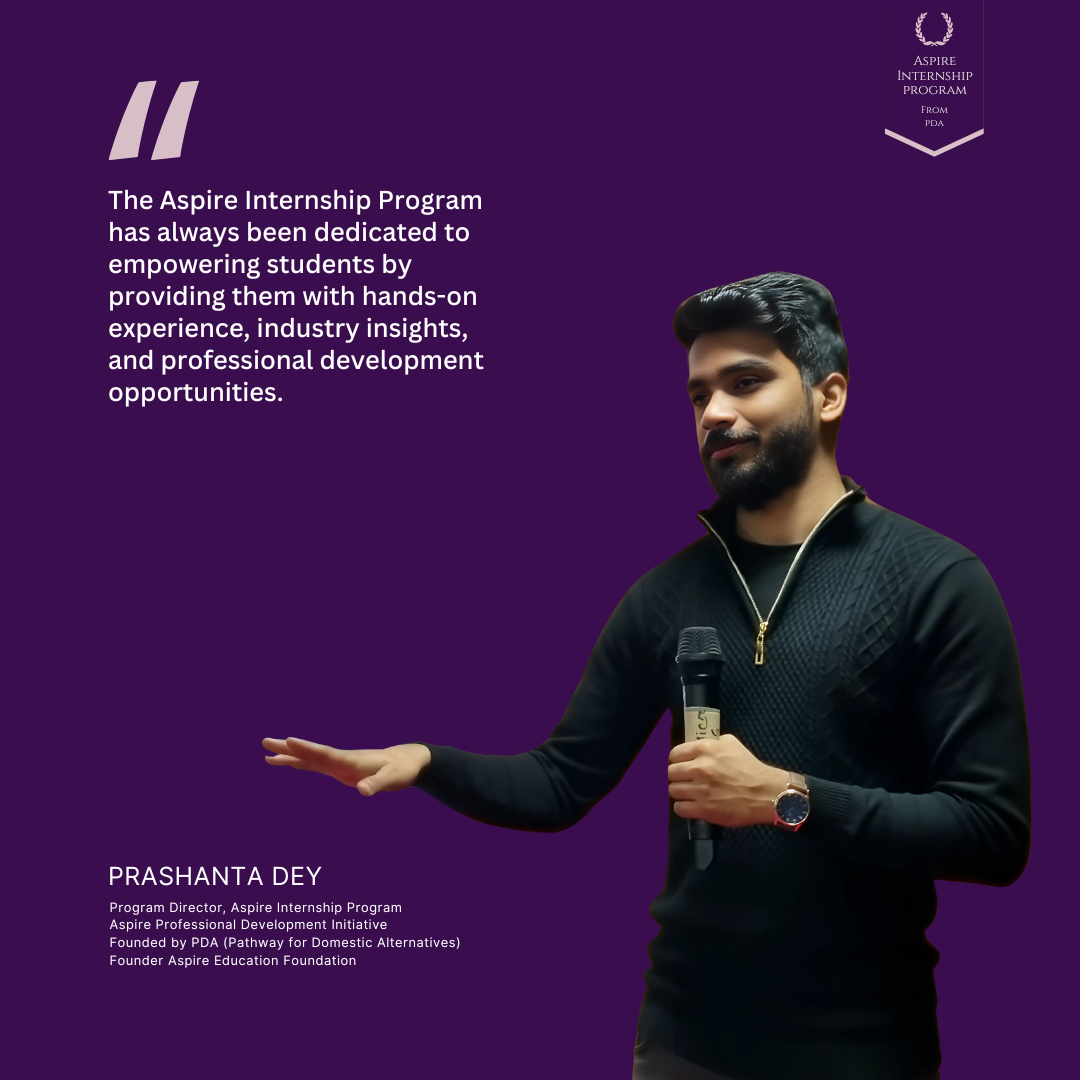 Aspire
Internship
program
From
PDA
The Aspire Internship Program
has always been dedicated to
empowering students by
providing them with hands-on
experience, industry insights,
and professional development
opportunities.
PRASHANTA DEY
Program Director, Aspire Internship Program
Aspire Professional Development Initiative
Founded by PDA (Pathway for Domestic Alternatives)
Founder Aspire Education Foundation